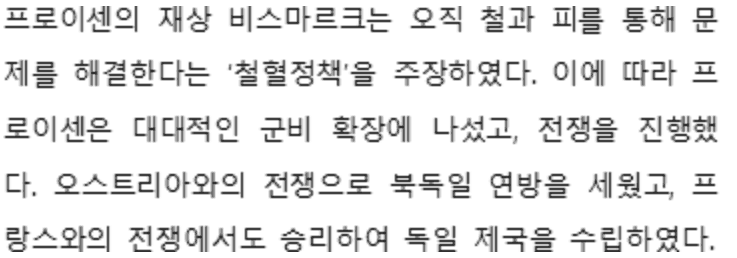 프로이센의 재상 비스마르크는 오직 철과 피를 통해 문
제를 해결한다는 ‘철혈정책’을 주장하였다. 이에 따라 프
로이센은 대대적인 군비 확장에 나섰고, 전쟁을 진행했
다. 오스트리아와의 전쟁으로 북독일 연방을 세웠고, 프
랑스와의 전쟁에서도 승리하여 독일 제국을 수립하였다.